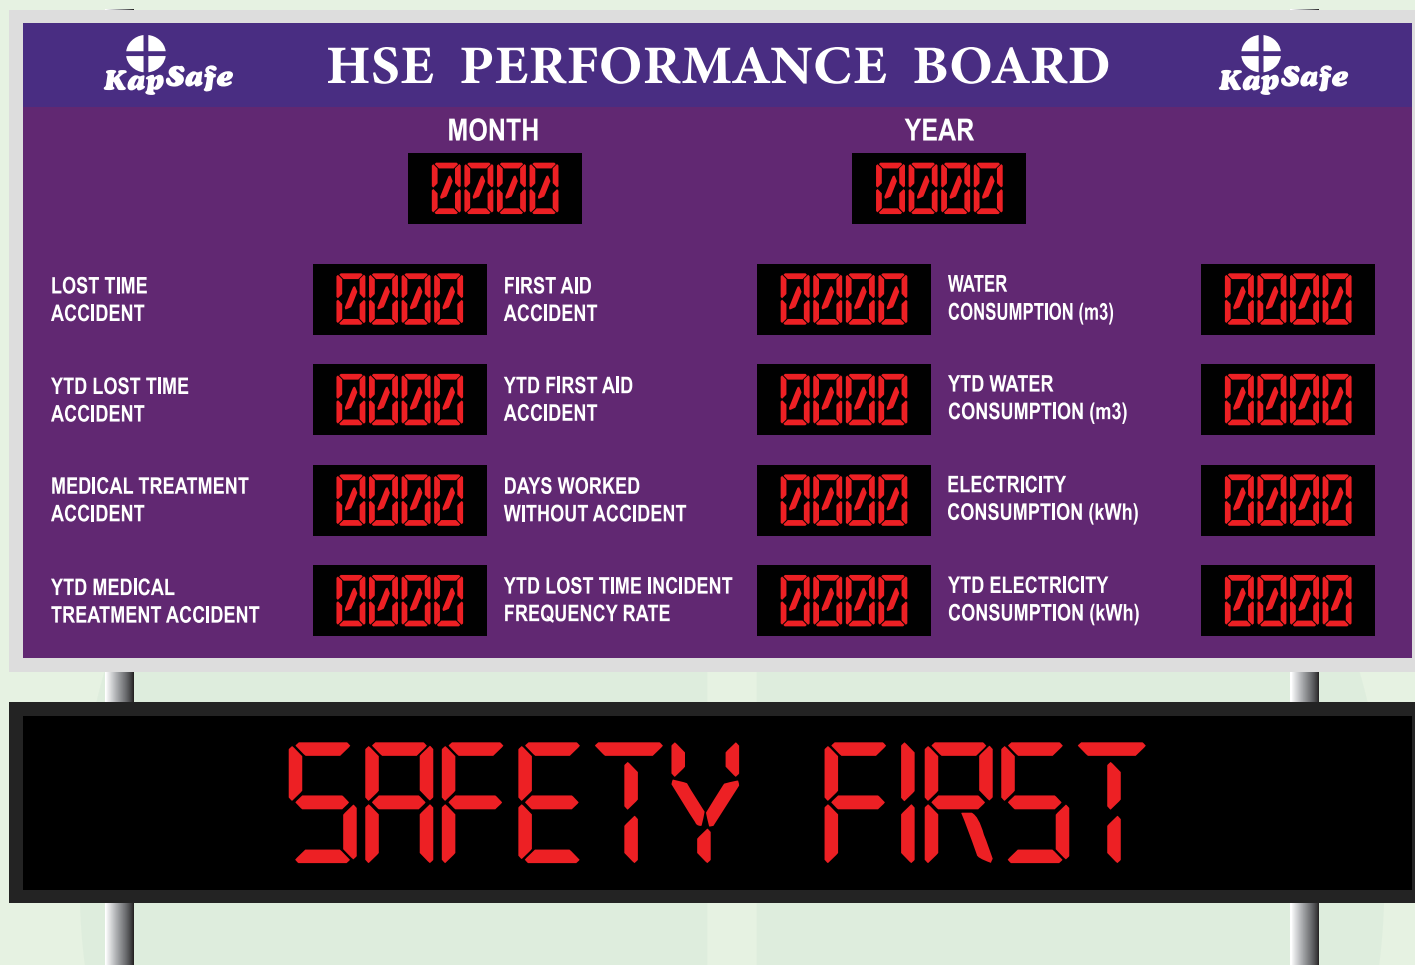 KapSafe HSE PERFORMANCE BOARD KapSafe
MONTH YEAR
0000 0000
LOST TIME
ACCIDENT
0000
FIRST AID
ACCIDENT
0000
WATER
CONSUMPTION (m3)
0000
YTD LOST TIME
ACCIDENT
0000
YTD FIRST AID
ACCIDENT
0000
YTD WATER
CONSUMPTION (m3)
0000
MEDICAL TREATMENT
ACCIDENT
0000
DAYS WORKED
WITHOUT ACCIDENT
0000
ELECTRICITY
CONSUMPTION (kWh)
0000
YTD MEDICAL
TREATMENT ACCIDENT
0000
YTD LOST TIME INCIDENT
FREQUENCY RATE
0000
YTD ELECTRICITY
CONSUMPTION (kWh)
0000
SAFETY FIRST